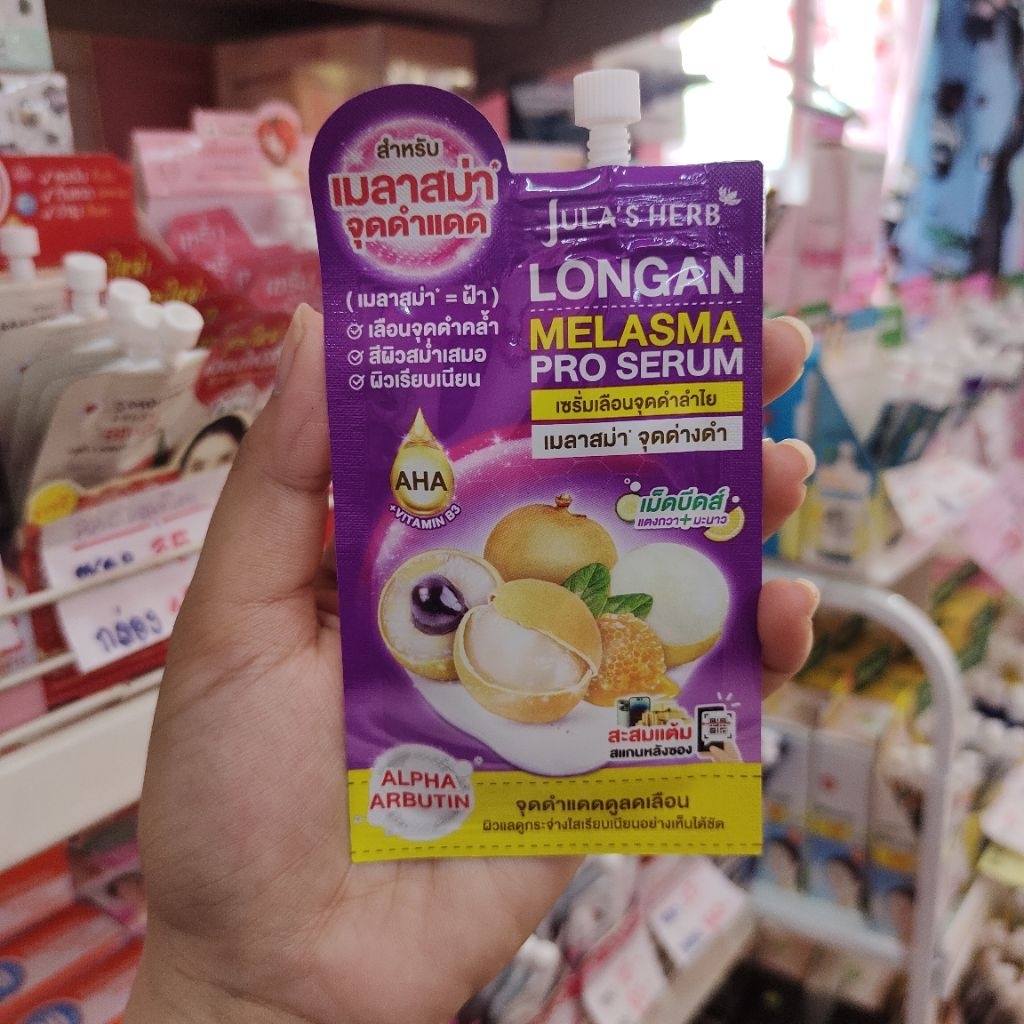 สำหรับ
เมลาสม่า*
จุดดำแดด
(เมลาสม่า* = ฝ้า)
เลือนจุดดำคล้ำ
สีผิวสม่ำเสมอ
ผิวเรียบเนียน
JULA'S HERB
LONGAN
MELASMA
PRO SERUM
เซรั่มเลือนจุดดำลำไย
เมลาสม่า* จุดด่างดำ
AHA
+VITAMIN B3
เม็ดบีดส์
แตงกวา+มะนาว
สะสมแต้ม
สแกนหลังซอง
ALPHA
ARBUTIN
จุดดำแดดดูลดเลือน
ผิวแลดูกระจ่างใสเรียบเนียนอย่างเห็นได้ชัด
กล่อง